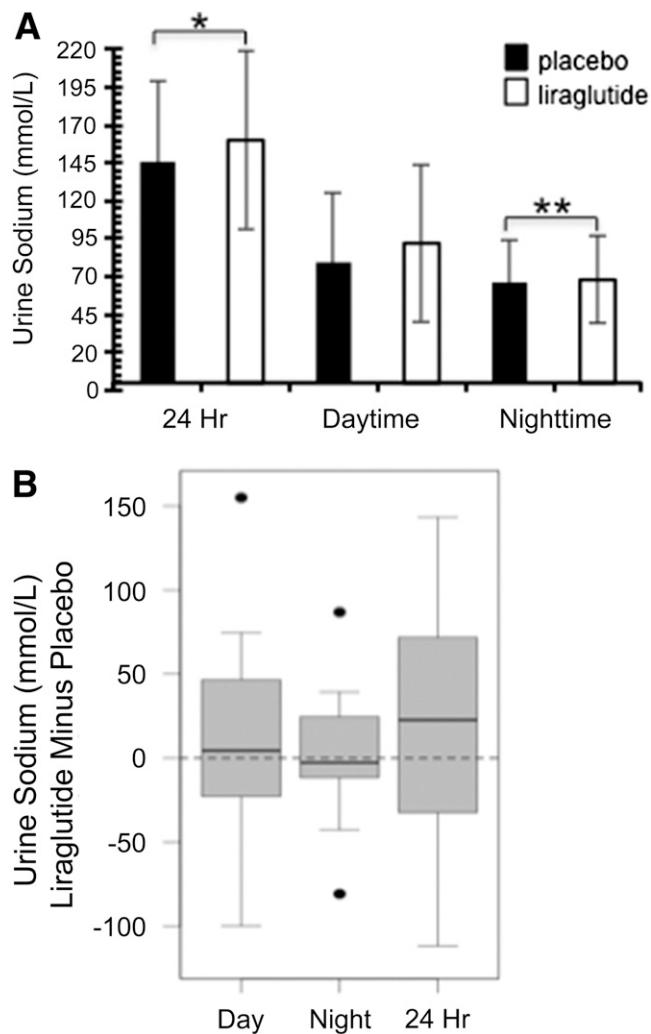 A
Urine Sodium (mmol/L)
220
195
170
145
120
95
70
45
20
0
*
**
placebo
liraglutide
24 Hr Daytime Nighttime
B
Urine Sodium (mmol/L)
Liraglutide Minus Placebo
150
100
50
0
-50
-100
Day Night 24 Hr